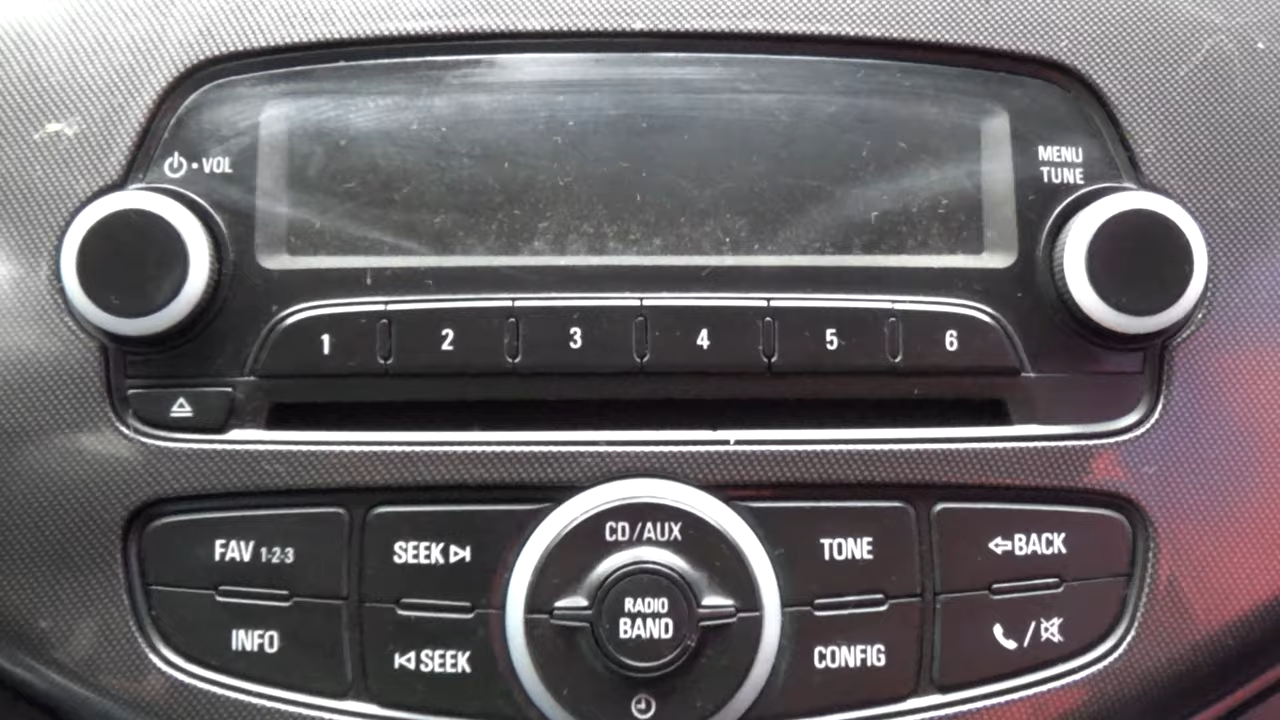 VOL
MENU
TUNE
1 2 3 4 5 6
FAV 1-2-3
SEEK
CD/AUX
TONE
BACK
RADIO
BAND
INFO
SEEK
CONFIG